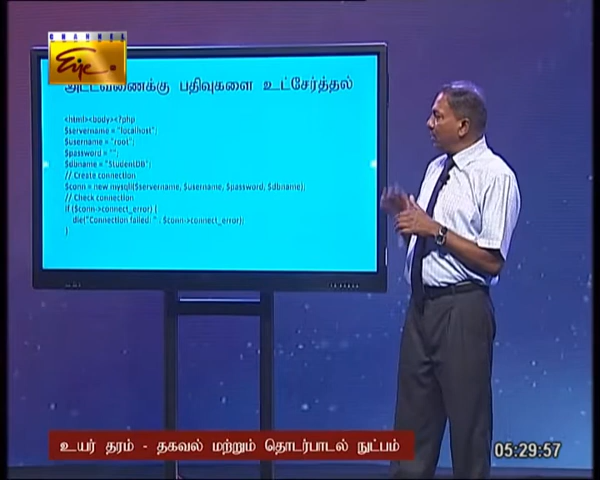 CHANNEL
Eye
அட்டவணைக்கு பதிவுகளை உட்சேர்த்தல்
<html><body><?php
$servername = "localhost";
$username = "root";
$password = "";
$dbname = "StudentDB";
// Create connection
$conn = new mysqli($servername, $username, $password, $dbname);
// Check connection
if ($conn->connect_error) {
die("Connection failed: " . $conn->connect_error);
}
உயர் தரம் - தகவல் மற்றும் தொடர்பாடல் நுட்பம்
05:29:57